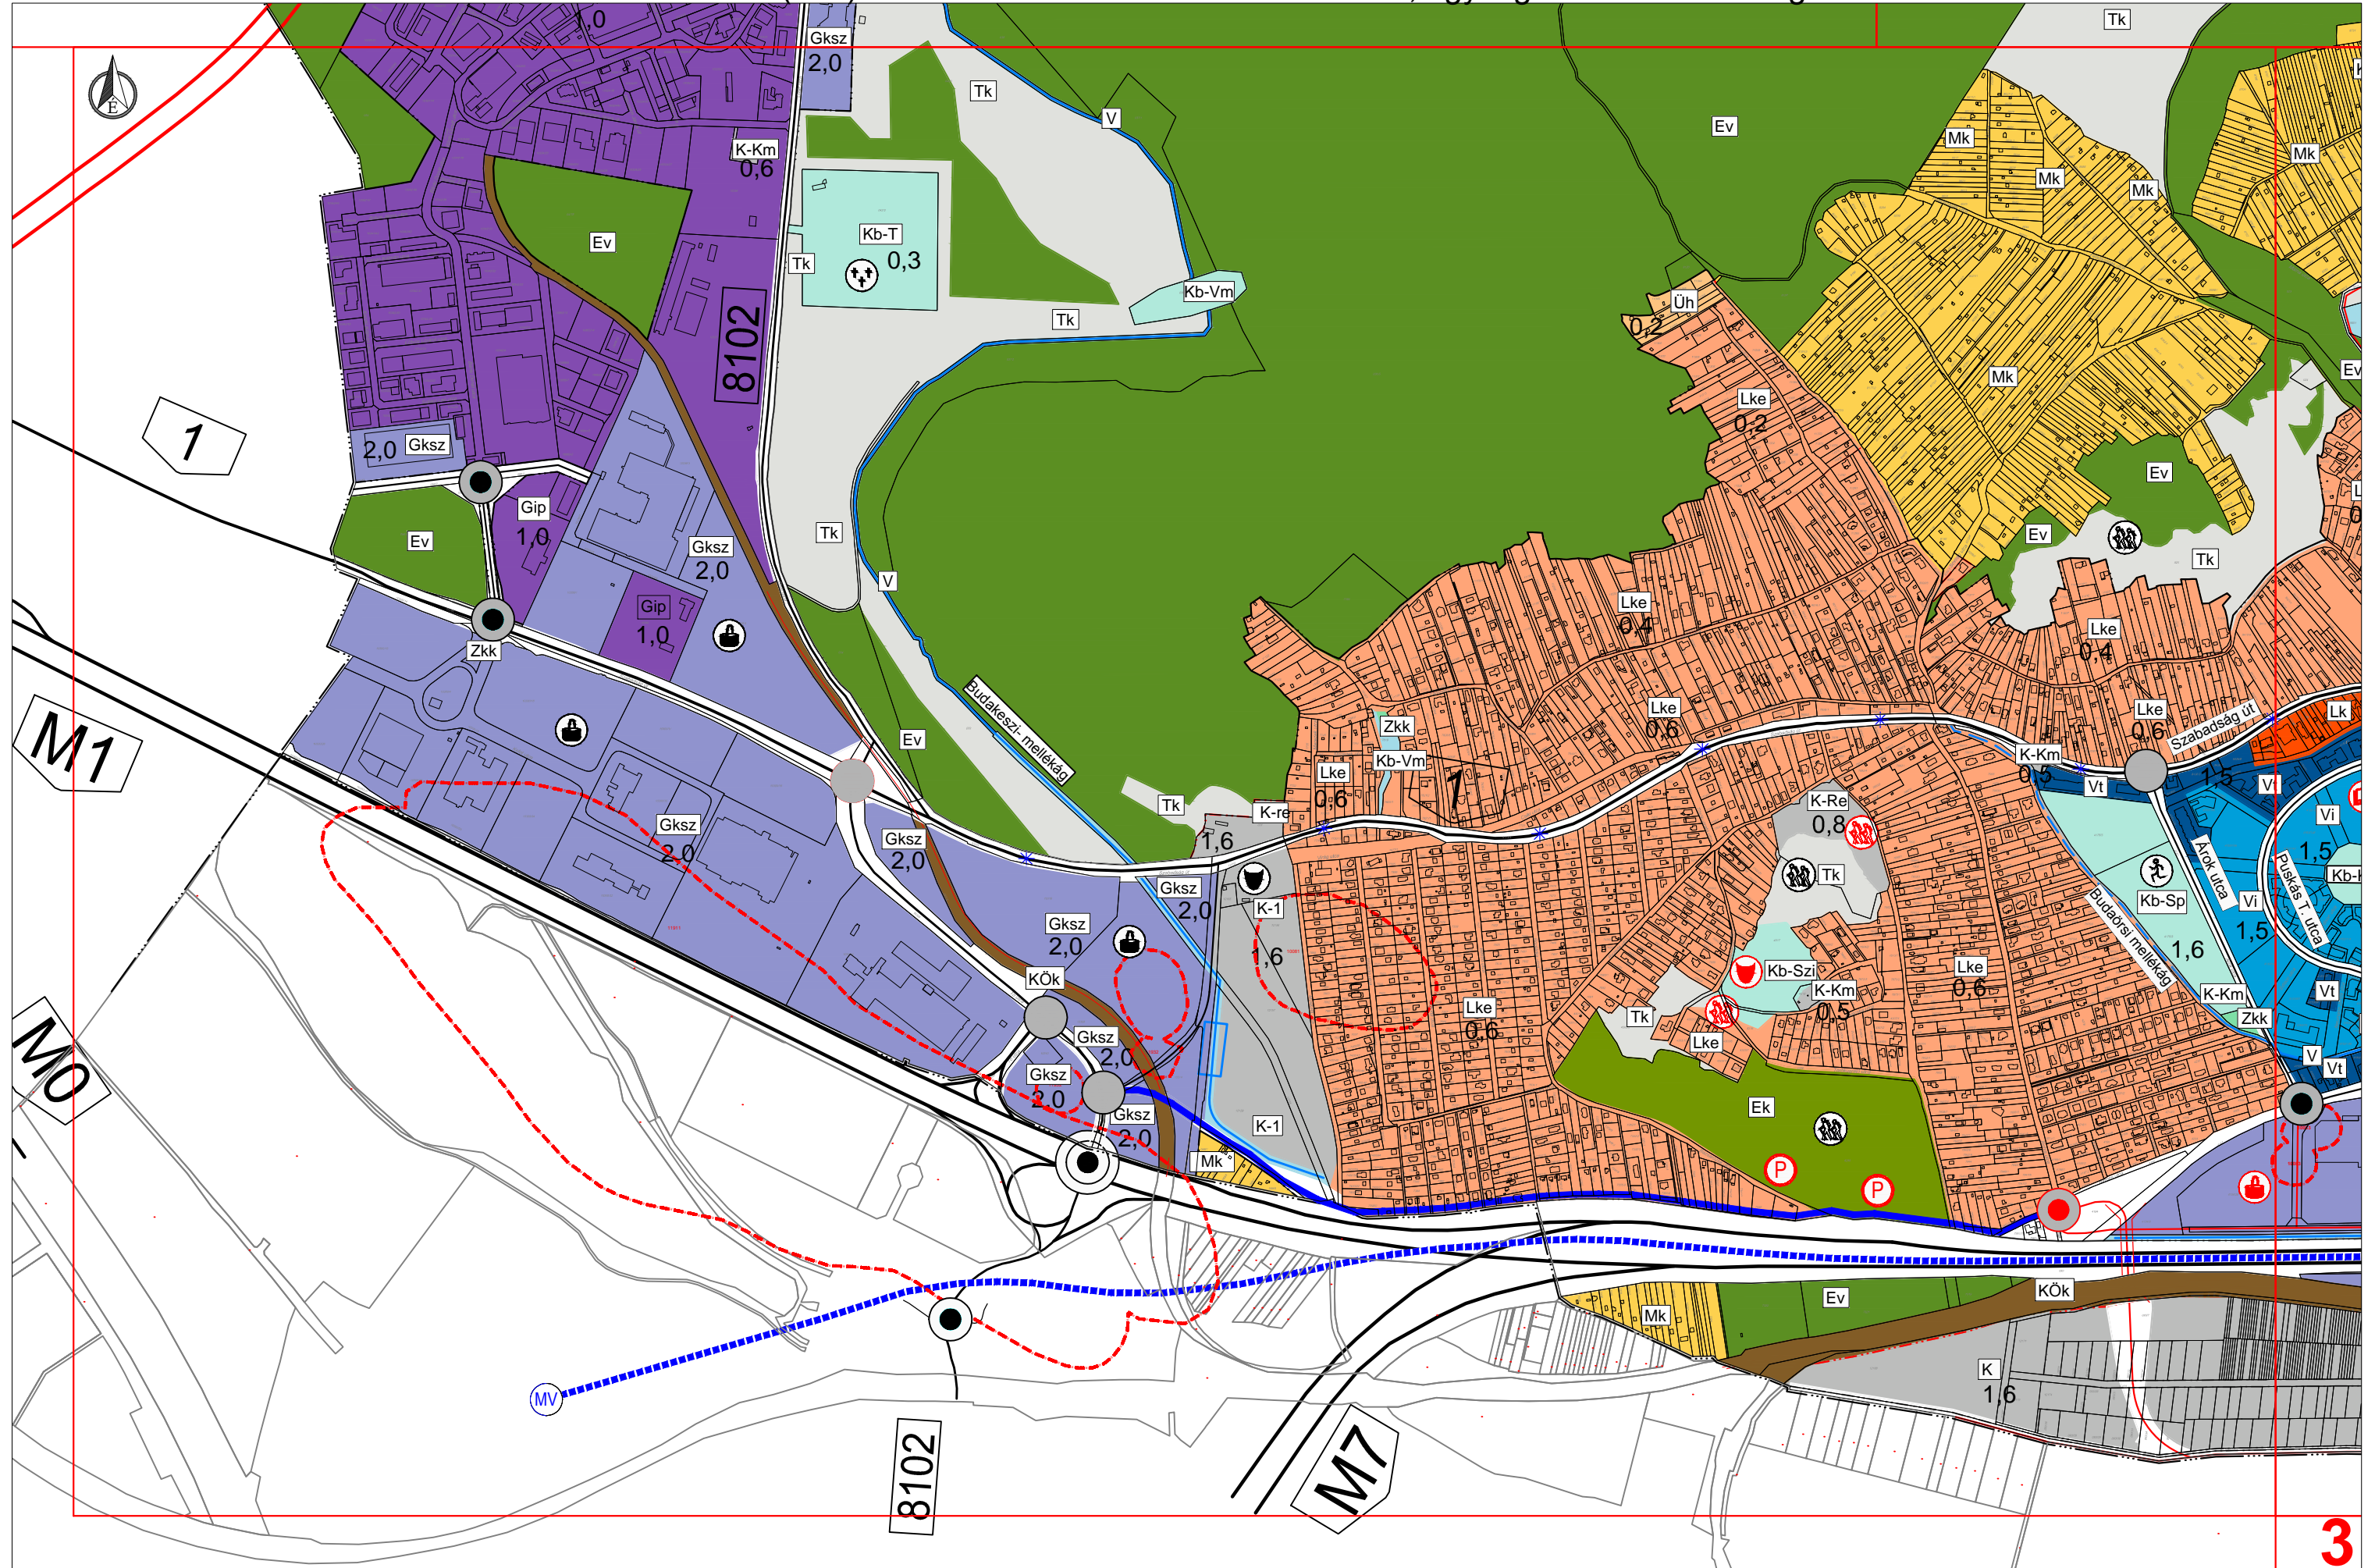 1,0
Gksz
2,0
Tk
Tk
V
Ev
K-Km
0,6
Mk
Mk
Mk
Mk
É
Ev
Kb-T
0,3
Tk
Kb-Vm
Tk
Üh
0,2
8102
Ev
Mk
Lke
0,2
1
2,0
Gksz
Gip
1,0
Ev
Gksz
2,0
Tk
V
Ev
Ev
Tk
Gip
1,0
Zkk
Lke
0,4
Lke
0,4
M1
Budakeszi- mellékág
Ev
Zkk
Kb-Vm
Lke
0,6
Lke
0,6
Szabadság út
Lk
K-Km
0,5
Vt
1,5
Vt
Lke
0,6
1
Tk
K-re
1,6
K-Re
0,8
Vi
1,5
Gksz
2,0
Gksz
2,0
Gksz
2,0
Tk
Árok utca
Puskás T. utca
Kb-Sp
Vi
1,5
1,6
K-1
1,6
Gksz
2,0
Budaörsi mellékág
KÖk
Kb-Szi
K-Km
0,5
Lke
0,6
K-Km
Vt
Zkk
Lke
0,6
Tk
Lke
M0
Gksz
2,0
Gksz
2,0
Gksz
2,0
V
Vt
K-1
Ek
Mk
P
P
KÖk
Ev
Mk
MV
K
1,6
8102
M7
3